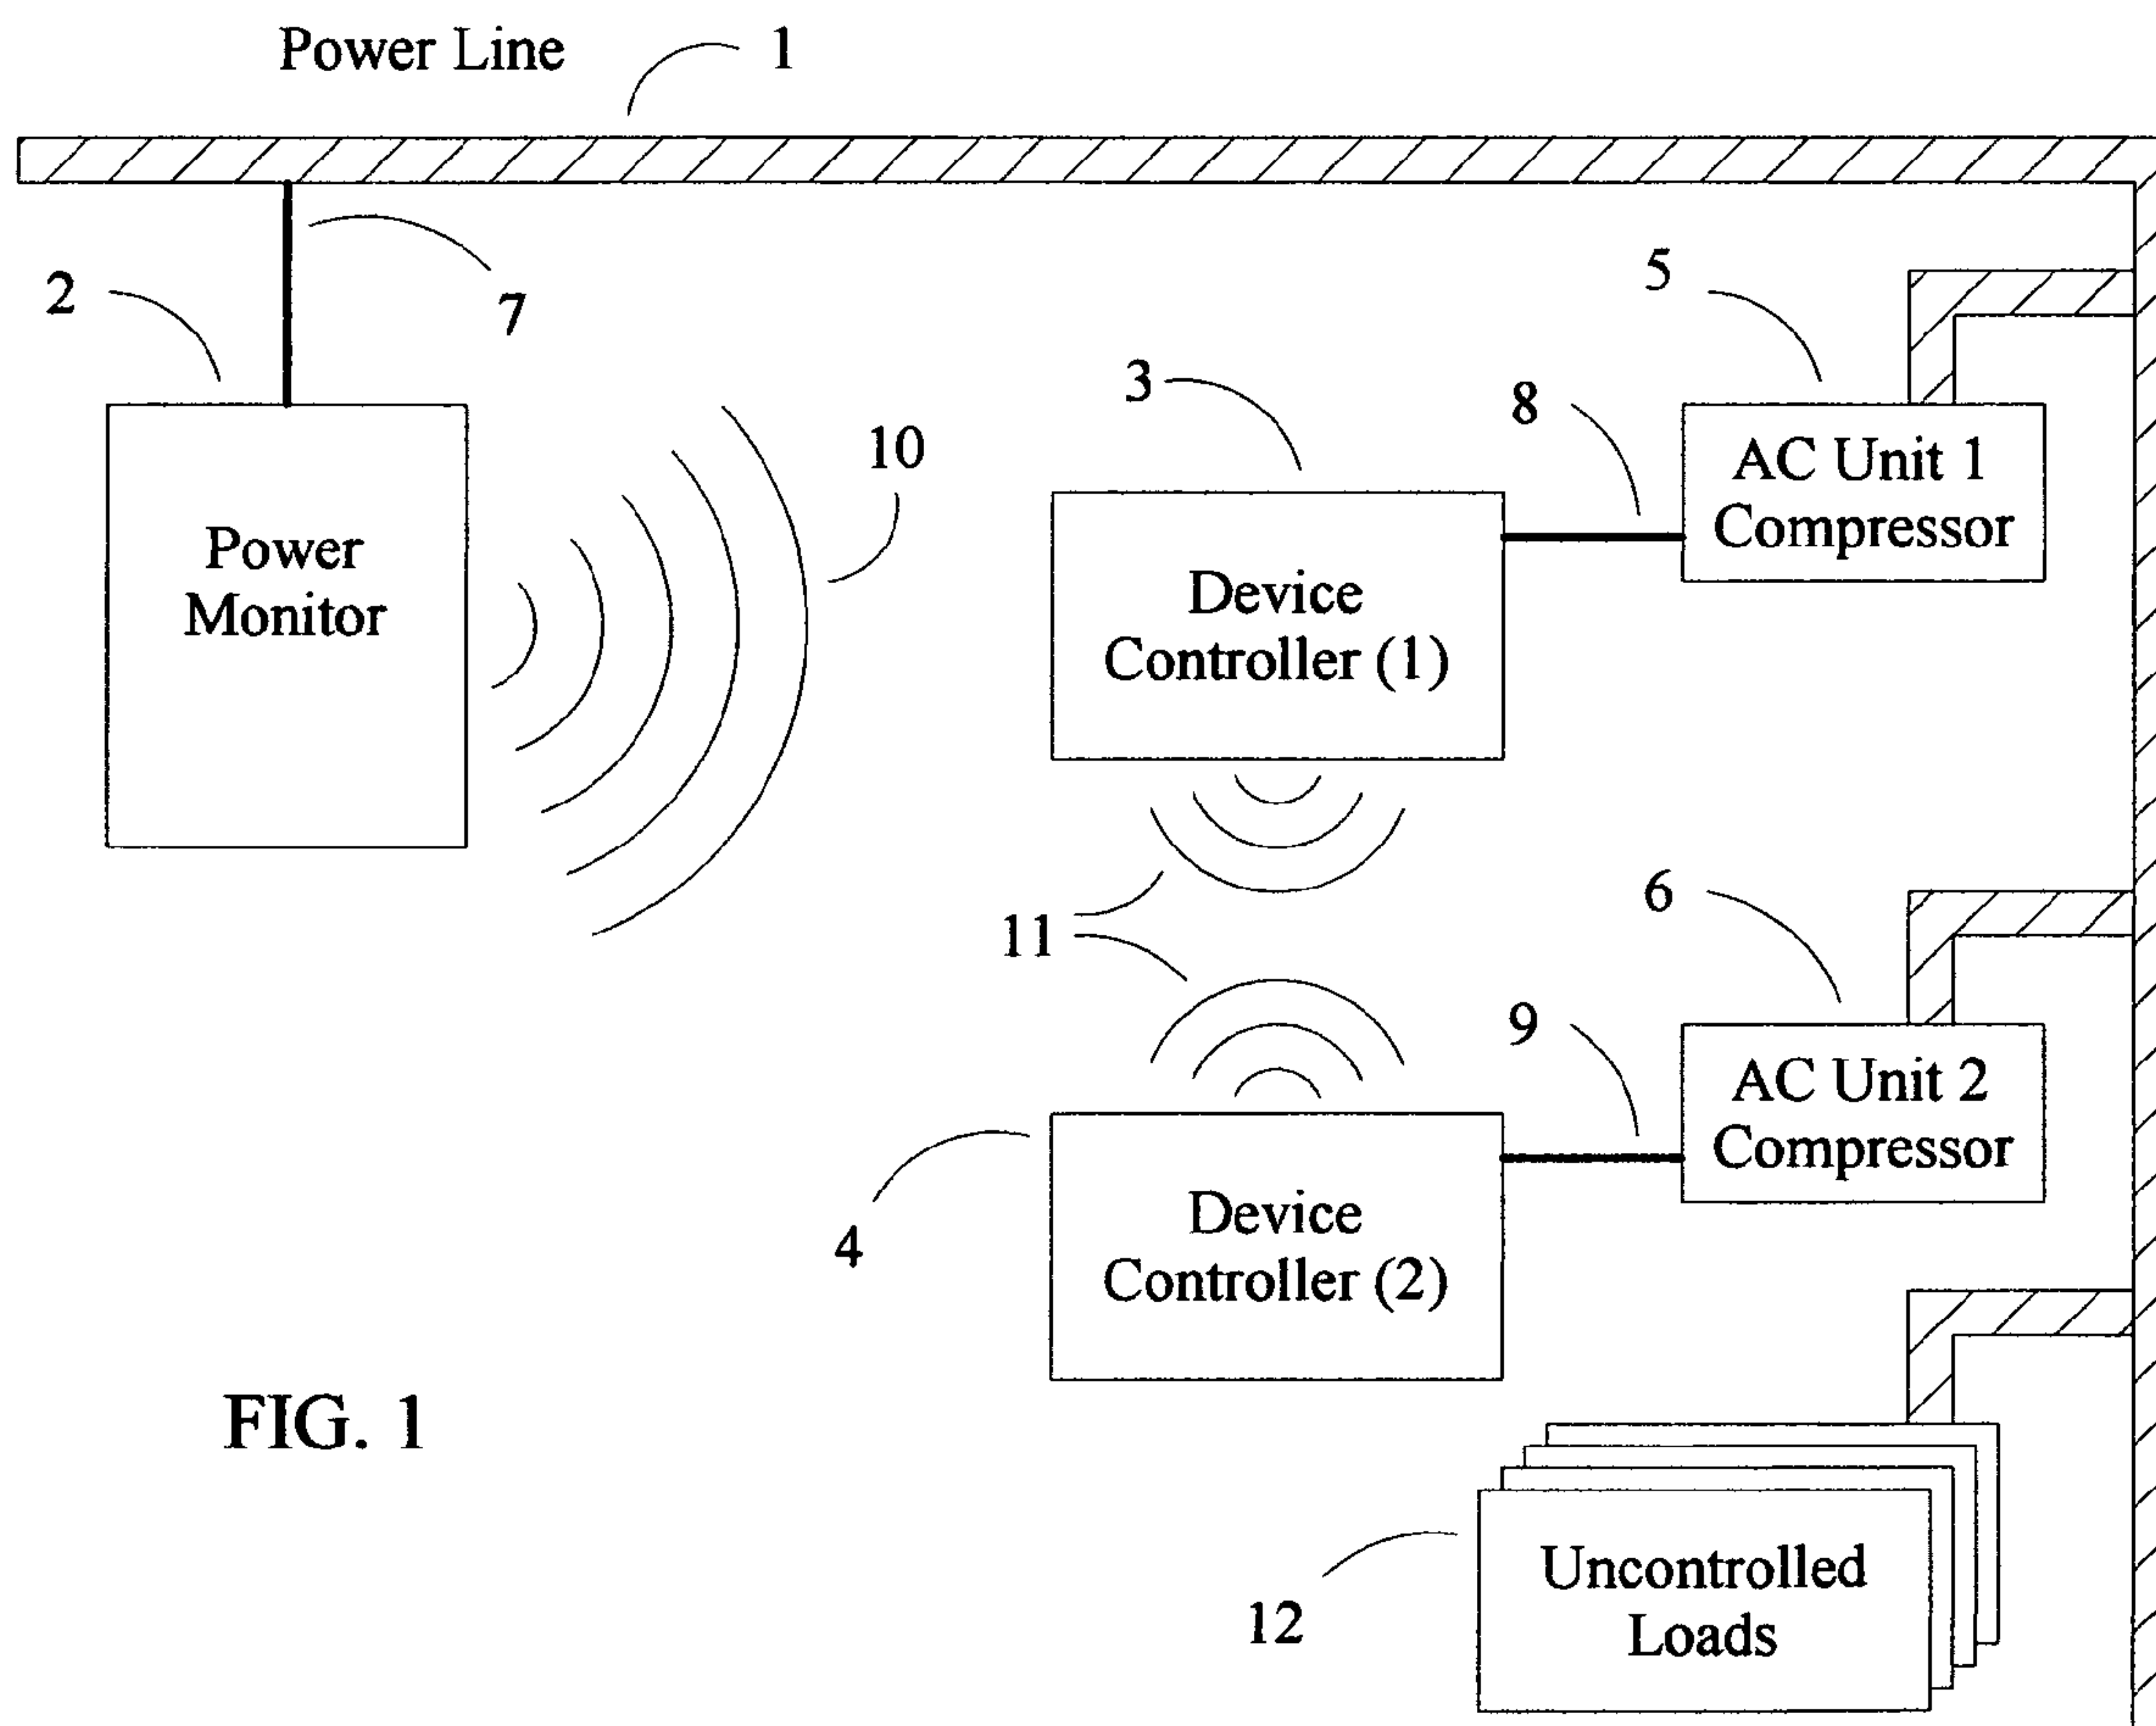 Power Line
1
2
7
5
3
8
10
AC Unit 1
Compressor
Power
Monitor
Device
Controller (1)
11
6
9
AC Unit 2
Compressor
4
Device
Controller (2)
FIG. 1
12
Uncontrolled
Loads